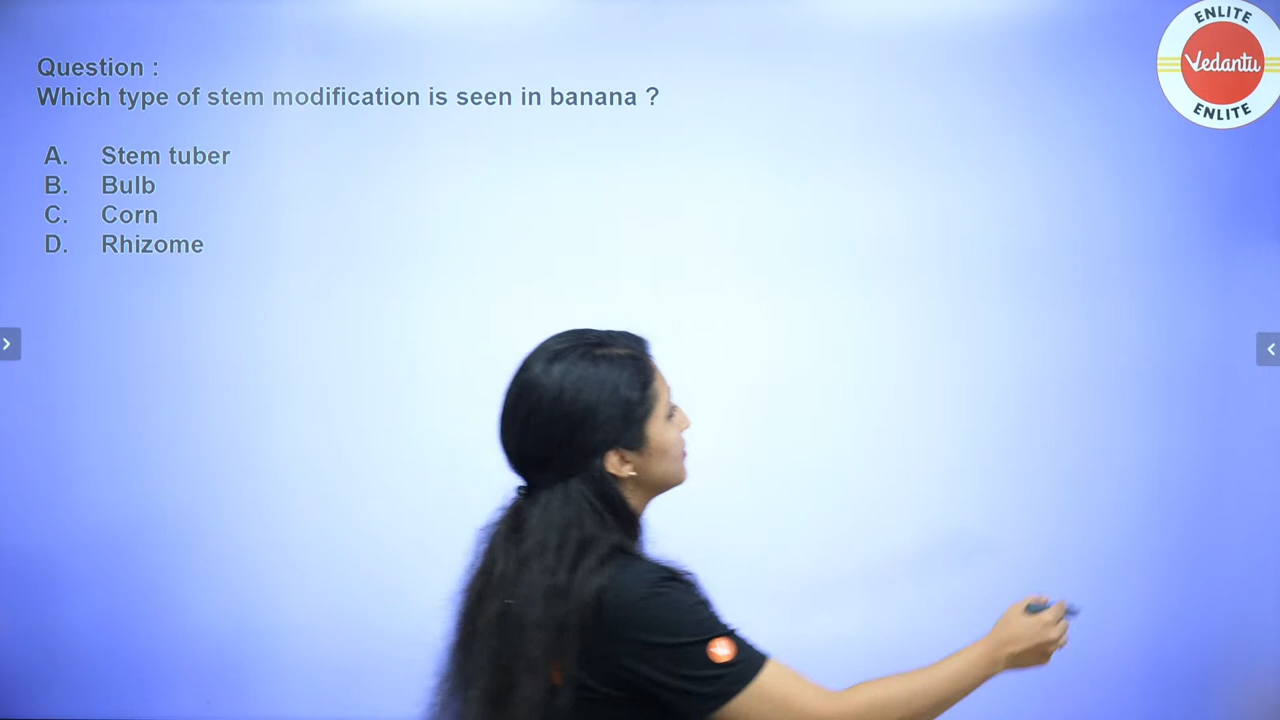 Question :
Which type of stem modification is seen in banana ?
A. Stem tuber
B. Bulb
C. Corn
D. Rhizome
ENLITE
Vedantu
ENLITE